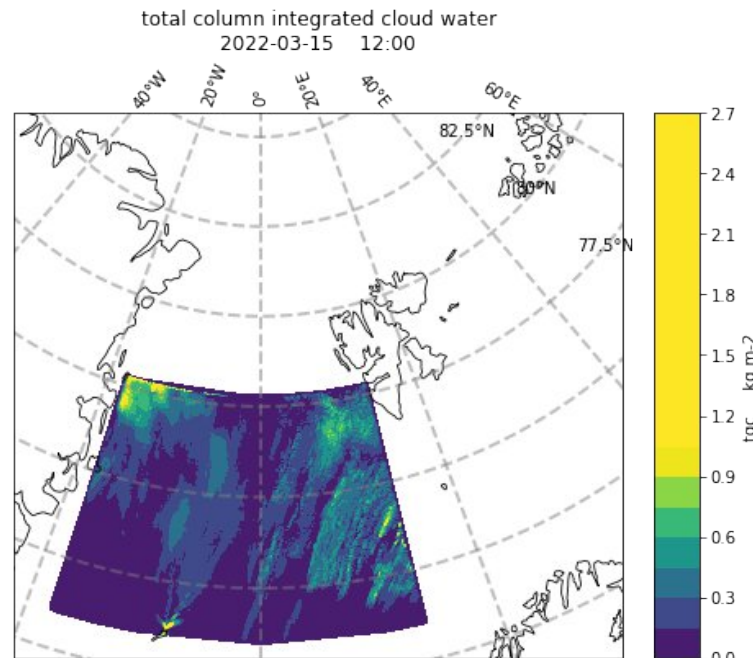 total column integrated cloud water
2022-03-15 12:00
40°W
20°W
0°
20°E
40°E
60°E
82.5°N
80°N
77.5°N
2.7
2.4
2.1
1.8
1.5
1.2
0.9
0.6
0.3
0.0
tqc kg m-2